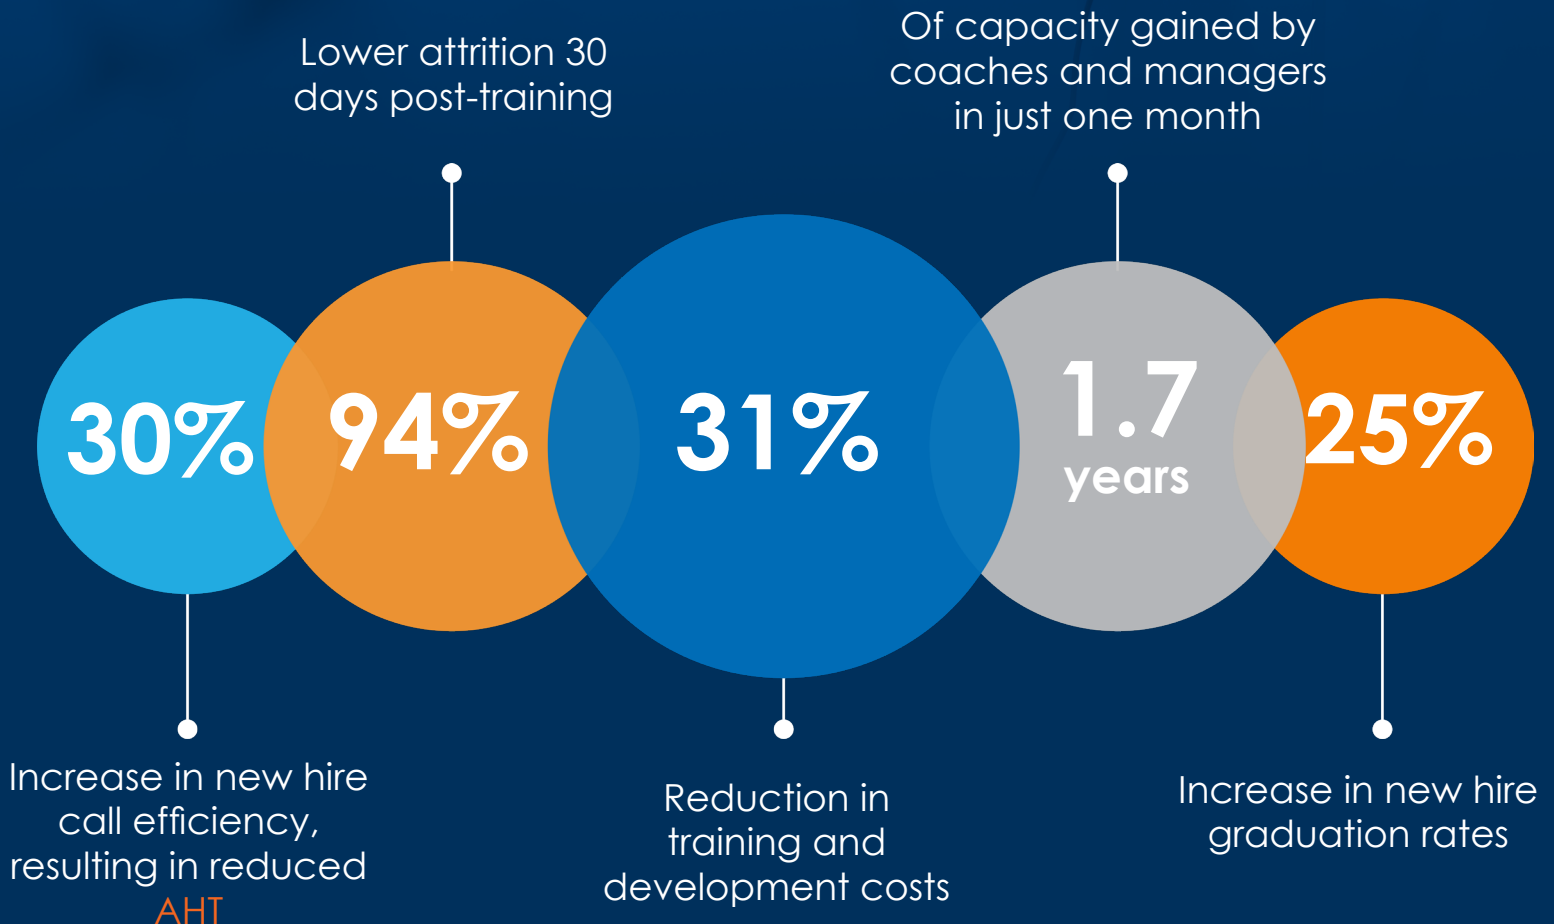 Lower attrition 30
days post-training
Of capacity gained by
coaches and managers
in just one month
30%
94%
31%
1.7
years
25%
Increase in new hire
call efficiency,
resulting in reduced
AHT
Reduction in
training and
development costs
Increase in new hire
graduation rates